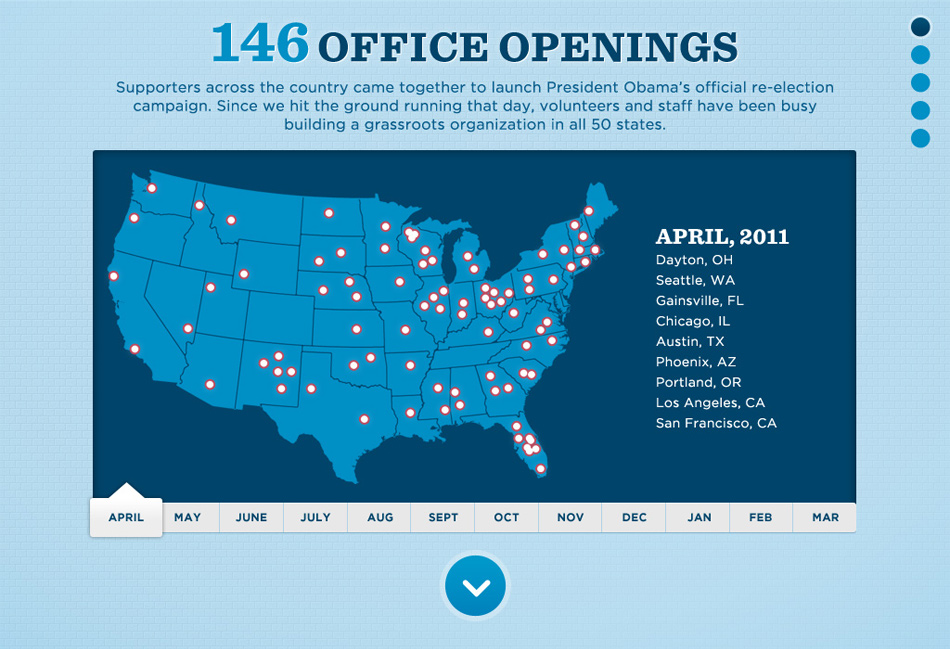 146 OFFICE OPENINGS
Supporters across the country came together to launch President Obama's official re-election
campaign. Since we hit the ground running that day, volunteers and staff have been busy
building a grassroots organization in all 50 states.
APRIL, 2011
Dayton, OH
Seattle, WA
Gainsville, FL
Chicago, IL
Austin, TX
Phoenix, AZ
Portland, OR
Los Angeles, CA
San Francisco, CA
APRIL MAY JUNE JULY AUG SEPT OCT NOV DEC JAN FEB MAR